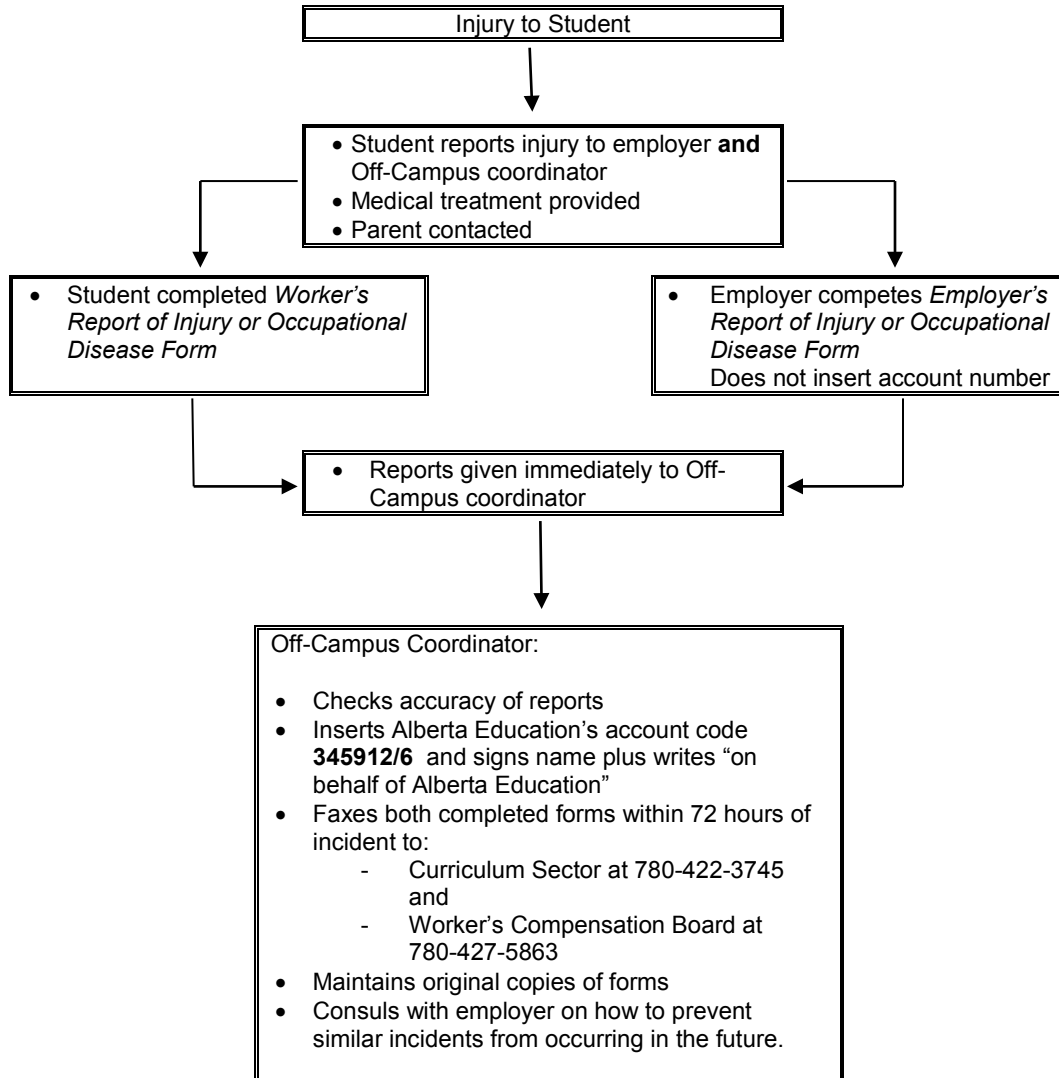 Injury to Student
• Student reports injury to employer and
Off-Campus coordinator
• Medical treatment provided
• Parent contacted
• Student completed Worker's
Report of Injury or Occupational
Disease Form
• Employer competes Employer's
Report of Injury or Occupational
Disease Form
Does not insert account number
• Reports given immediately to Off-
Campus coordinator
Off-Campus Coordinator:
• Checks accuracy of reports
• Inserts Alberta Education's account code
345912/6 and signs name plus writes “on
behalf of Alberta Education”
• Faxes both completed forms within 72 hours of
incident to:
- Curriculum Sector at 780-422-3745
and
- Worker's Compensation Board at
780-427-5863
• Maintains original copies of forms
• Consuls with employer on how to prevent
similar incidents from occurring in the future.